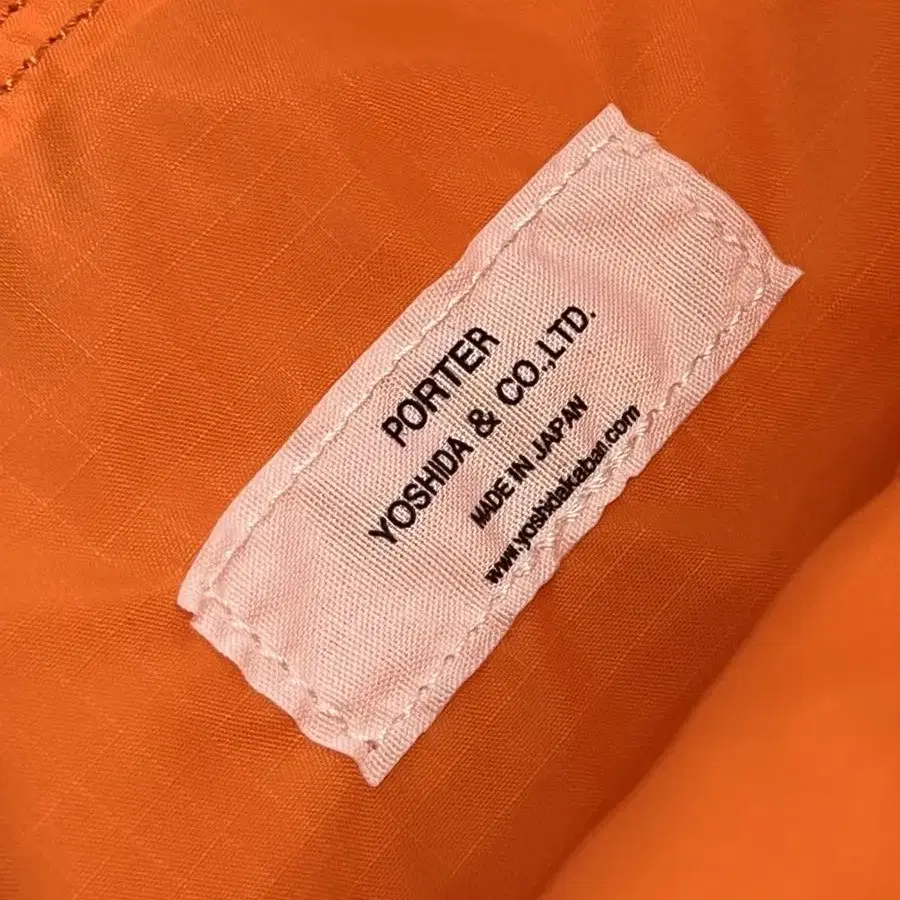 PORTER
YOSHIDA & CO.,LTD.
MADE IN JAPAN
www.yoshidakaban.com